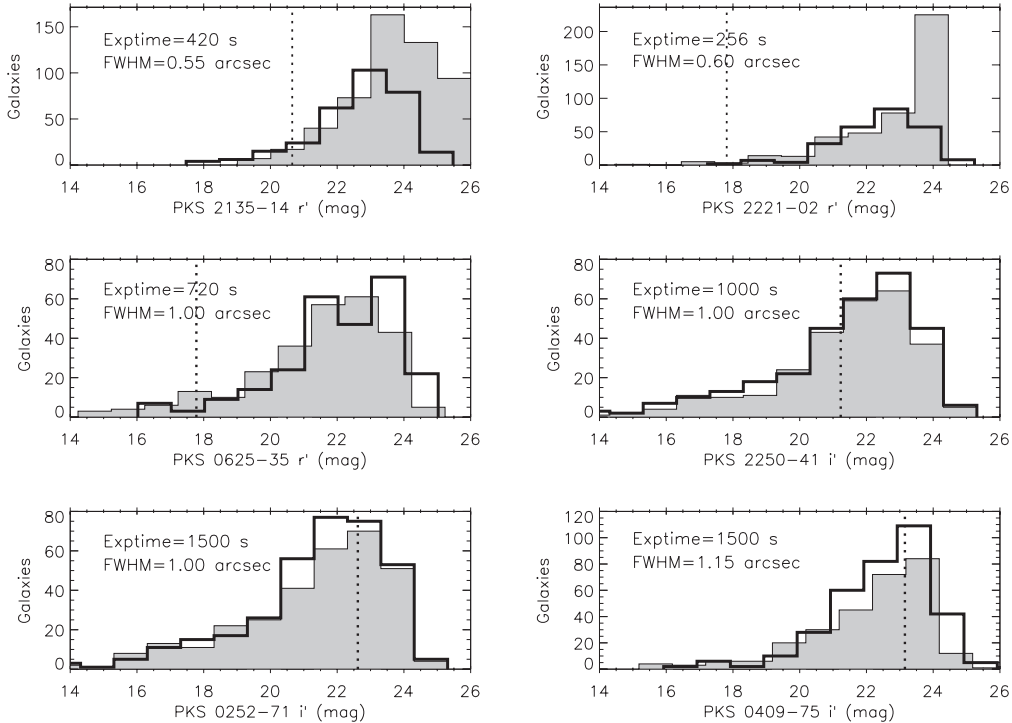 Exptime=420 s
FWHM=0.55 arcsec
Galaxies
150
100
50
0
14 16 18 20 22 24 26
PKS 2135-14 r' (mag)
Exptime=256 s
FWHM=0.60 arcsec
Galaxies
200
150
100
50
0
14 16 18 20 22 24 26
PKS 2221-02 r' (mag)
Exptime=720 s
FWHM=1.00 arcsec
Galaxies
80
60
40
20
0
14 16 18 20 22 24 26
PKS 0625-35 r' (mag)
Exptime=1000 s
FWHM=1.00 arcsec
Galaxies
80
60
40
20
0
14 16 18 20 22 24 26
PKS 2250-41 i' (mag)
Exptime=1500 s
FWHM=1.00 arcsec
Galaxies
80
60
40
20
0
14 16 18 20 22 24 26
PKS 0252-71 i' (mag)
Exptime=1500 s
FWHM=1.15 arcsec
Galaxies
120
100
80
60
40
20
0
14 16 18 20 22 24 26
PKS 0409-75 i' (mag)